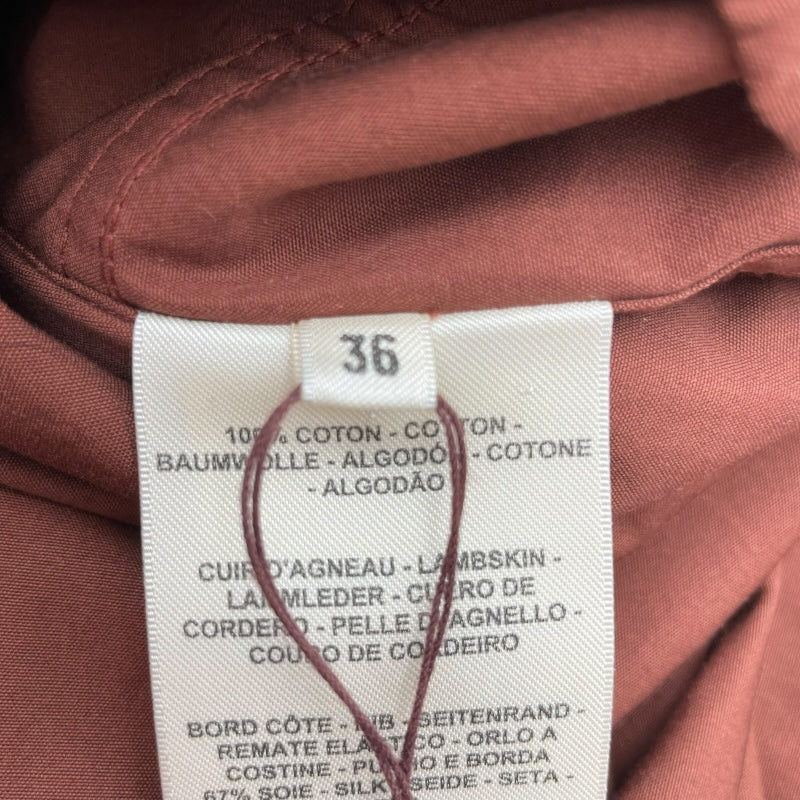 36
100% COTON - COTTON -
BAUMWOLLE - ALGODÓN - COTONE
- ALGODÃO
CUIR D'AGNEAU - LAMBSKIN -
LAMMLEDER - CUERO DE
CORDERO - PELLE D'AGNELLO -
COURO DE CORDEIRO
BORD CÔTE - RIB - SEITENRAND -
REMATE ELÁSTICO - ORLO A
COSTINE - PUNHO E BORDA
67% SOIE - SILK - SEIDE - SETA -